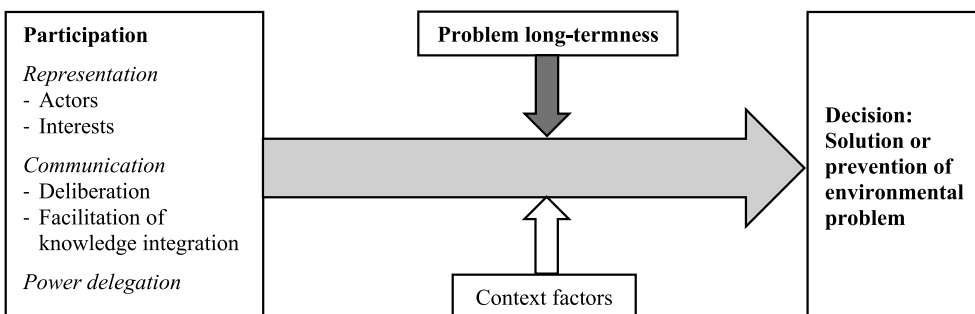 Participation
Representation
- Actors
- Interests
Communication
- Deliberation
- Facilitation of
knowledge integration
Power delegation
Problem long-termness
Context factors
Decision:
Solution or
prevention of
environmental
problem